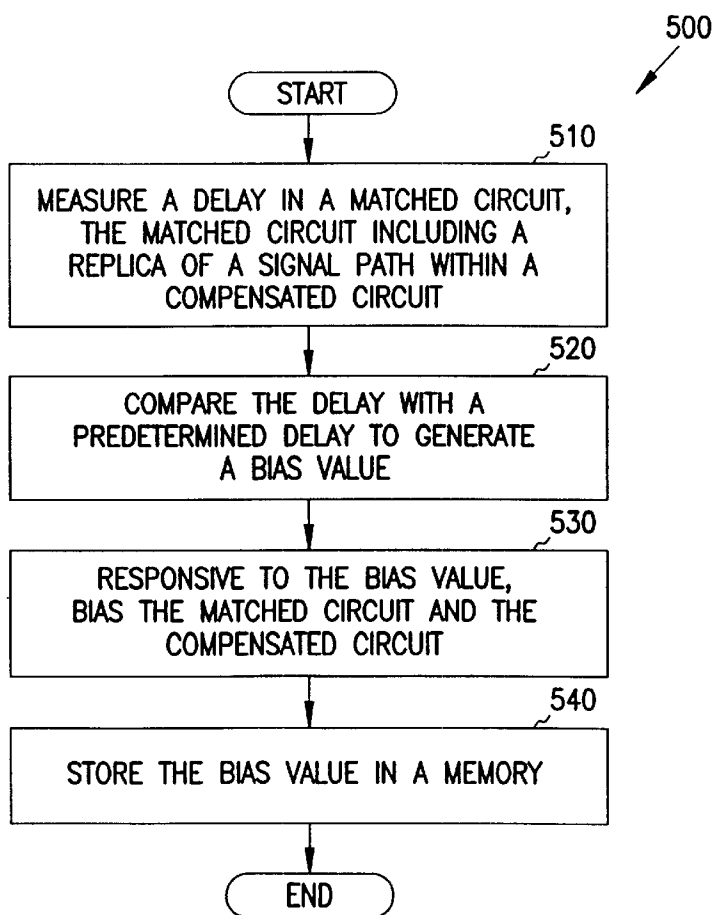 500
START
510
MEASURE A DELAY IN A MATCHED CIRCUIT,
THE MATCHED CIRCUIT INCLUDING A
REPLICA OF A SIGNAL PATH WITHIN A
COMPENSATED CIRCUIT
520
COMPARE THE DELAY WITH A
PREDETERMINED DELAY TO GENERATE
A BIAS VALUE
530
RESPONSIVE TO THE BIAS VALUE,
BIAS THE MATCHED CIRCUIT AND THE
COMPENSATED CIRCUIT
540
STORE THE BIAS VALUE IN A MEMORY
END